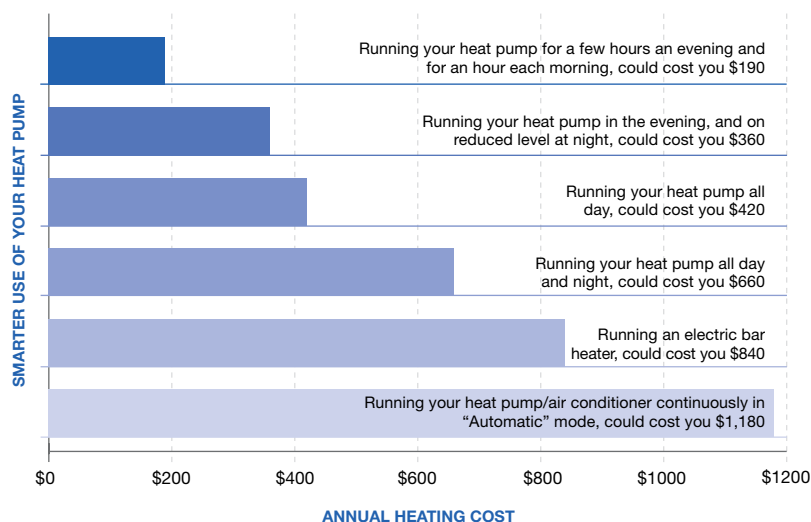 SMARTER USE OF YOUR HEAT PUMP
Running your heat pump for a few hours an evening and
for an hour each morning, could cost you $190
Running your heat pump in the evening, and on
reduced level at night, could cost you $360
Running your heat pump all
day, could cost you $420
Running your heat pump all day
and night, could cost you $660
Running an electric bar
heater, could cost you $840
Running your heat pump/air conditioner continuously in
“Automatic” mode, could cost you $1,180
$0 $200 $400 $600 $800 $1000 $1200
ANNUAL HEATING COST